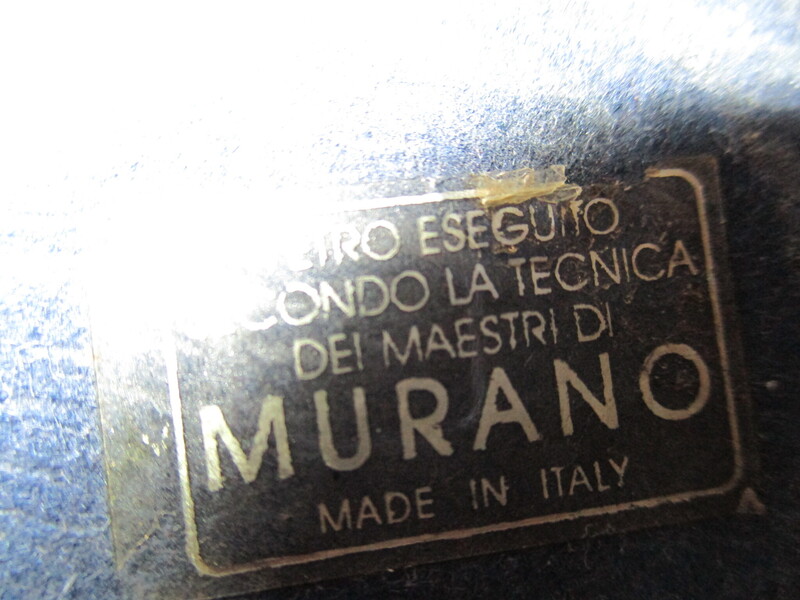 ESEGUITO
LA TECNICA
DEI MAESTRI DI
MURANO
MADE IN ITALY